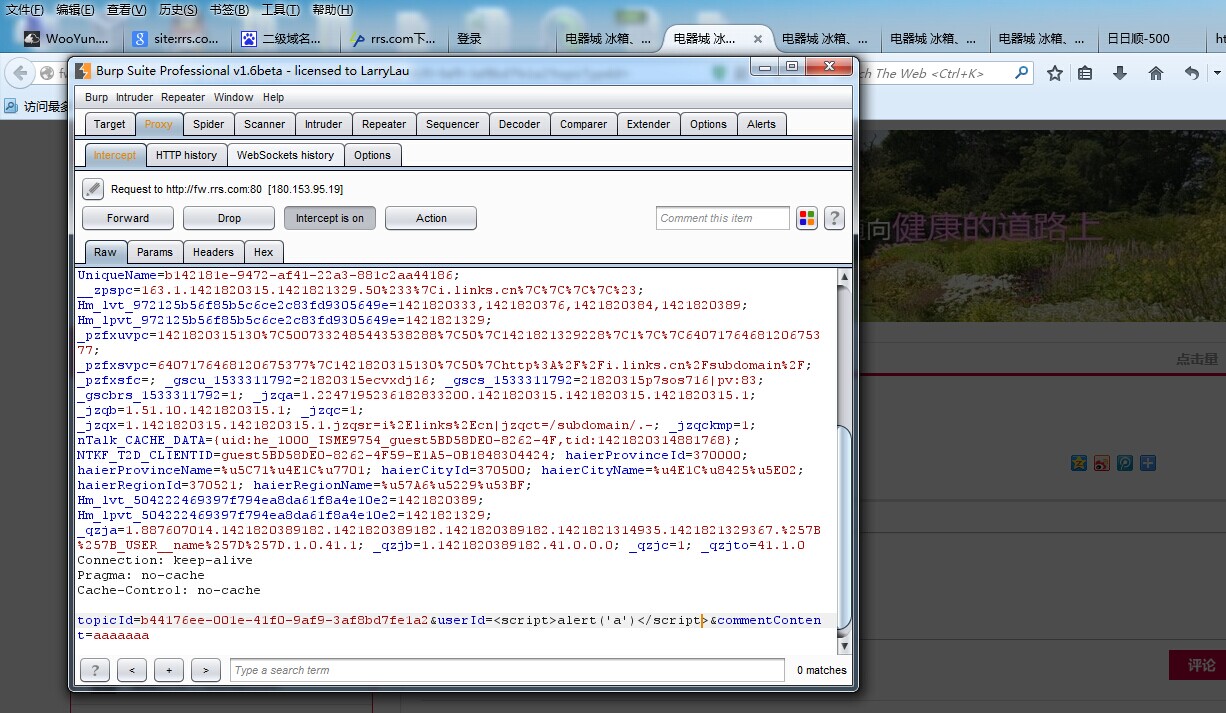 文件(F) 编辑(E) 查看(V) 历史(S) 书签(B) 工具(T) 帮助(H)
WooYun.... site:rrs.co... 二级域名... rrs.com下... 登录 电器城 冰箱、... 电器城 冰... 电器城 冰箱、... 电器城 冰箱、... 电器城 冰箱、... 日日顺-500
ch The Web <Ctrl+K>
访问最多
Burp Suite Professional v1.6beta - licensed to LarryLau
Burp Intruder Repeater Window Help
Target Proxy Spider Scanner Intruder Repeater Sequencer Decoder Comparer Extender Options Alerts
Intercept HTTP history WebSockets history Options
Request to http://fw.rrs.com:80 [180.153.95.19]
Forward Drop Intercept is on Action Comment this item ?
Raw Params Headers Hex
UniqueName=b142181e-9472-af41-22a3-881c2aa44186;
__zpspc=163.1.1421820315.1421821329.50%233%7Ci.links.cn%7C%7C%7C%7C%23;
Hm_lvt_972125b56f85b5c6ce2c83fd9305649e=1421820333,1421820376,1421820384,1421820389;
Hm_lpvt_972125b56f85b5c6ce2c83fd9305649e=1421821329;
_pzfxuvpc=1421820315130%7C5007332485443538288%7C50%7C1421821329228%7C1%7C%7C64071764681206753
77;
_pzfxsvpc=6407176468120675377%7C1421820315130%7C50%7Chttp%3A%2F%2Fi.links.cn%2Fsubdomain%2F;
_pzfxsfc=; _gscu_1533311792=21820315ecvxdj16; _gscs_1533311792=21820315p7sos716|pv:83;
_gscbrs_1533311792=1; _jzqa=1.2247195236182833200.1421820315.1421820315.1421820315.1;
_jzqb=1.51.10.1421820315.1; _jzqc=1;
_jzqx=1.1421820315.1421820315.1.jzqsr=i%2Elinks%2Ecn|jzqct=/subdomain/.-; _jzqckmp=1;
nTalk_CACHE_DATA={uid:he_1000_ISME9754_guest5BD58DE0-8262-4F,tid:1421820314881768};
NTKF_T2D_CLIENTID=guest5BD58DE0-8262-4F59-E1A5-0B1848304424; haierProvinceId=370000;
haierProvinceName=%u5C71%u4E1C%u7701; haierCityId=370500; haierCityName=%u4E1C%u8425%u5E02;
haierRegionId=370521; haierRegionName=%u57A6%u5229%u53BF;
Hm_lvt_504222469397f794ea8da61f8a4e10e2=1421820389;
Hm_lpvt_504222469397f794ea8da61f8a4e10e2=1421821329;
_qzja=1.887607014.1421820389182.1421820389182.1421820389182.1421821314935.1421821329367.%257B
%257B_USER__name%257D%257D.1.0.41.1; _qzjb=1.1421820389182.41.0.0.0; _qzjc=1; _qzjto=41.1.0
Connection: keep-alive
Pragma: no-cache
Cache-Control: no-cache
topicId=b44176ee-001e-41f0-9af9-3af8bd7fe1a2&userId=<script>alert('a')</script>&commentConten
t=aaaaaaa
? < + > Type a search term 0 matches
向健康的道路上
点击量
评论